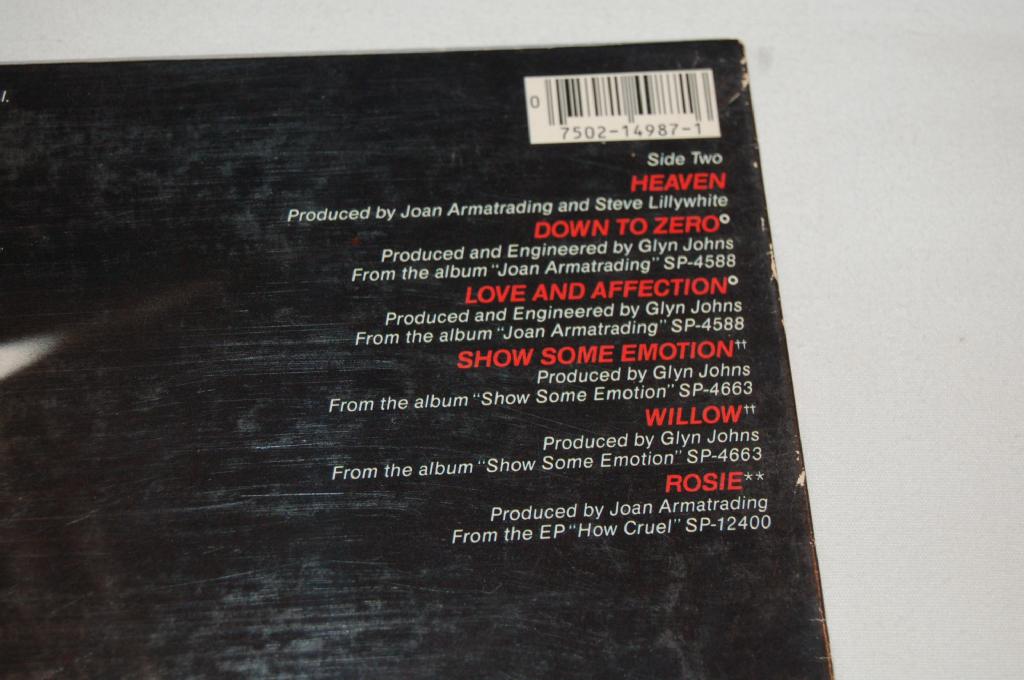 l.
0
7502-14987-1
Side Two
HEAVEN
Produced by Joan Armatrading and Steve Lillywhite
DOWN TO ZERO°
Produced and Engineered by Glyn Johns
From the album "Joan Armatrading" SP-4588
LOVE AND AFFECTION°
Produced and Engineered by Glyn Johns
From the album "Joan Armatrading" SP-4588
SHOW SOME EMOTION††
Produced by Glyn Johns
From the album "Show Some Emotion" SP-4663
WILLOW††
Produced by Glyn Johns
From the album "Show Some Emotion" SP-4663
ROSIE**
Produced by Joan Armatrading
From the EP "How Cruel" SP-12400